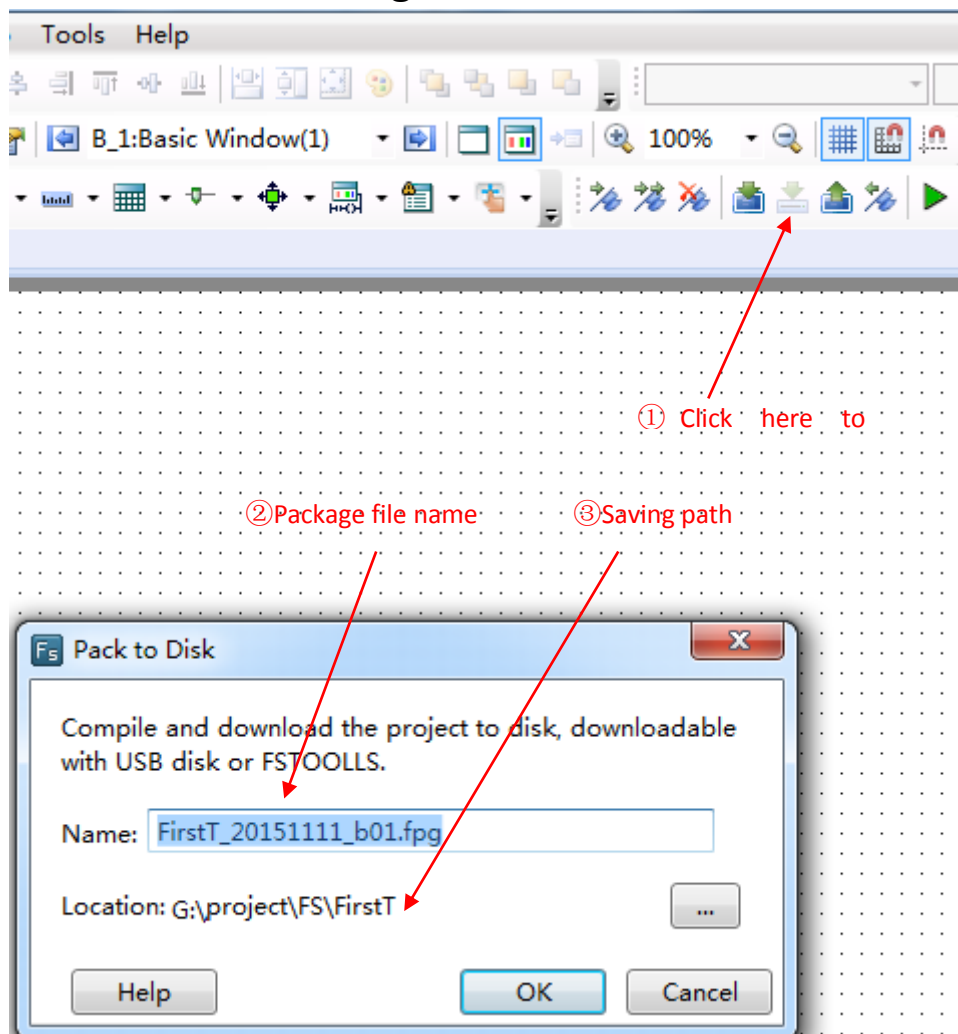 Tools Help
B_1:Basic Window(1) 100%
① Click here to
②Package file name ③Saving path
Fs Pack to Disk
Compile and download the project to disk, downloadable
with USB disk or FSTOOLLS.
Name: FirstT_20151111_b01.fpg
Location: G:\project\FS\FirstT ...
Help OK Cancel